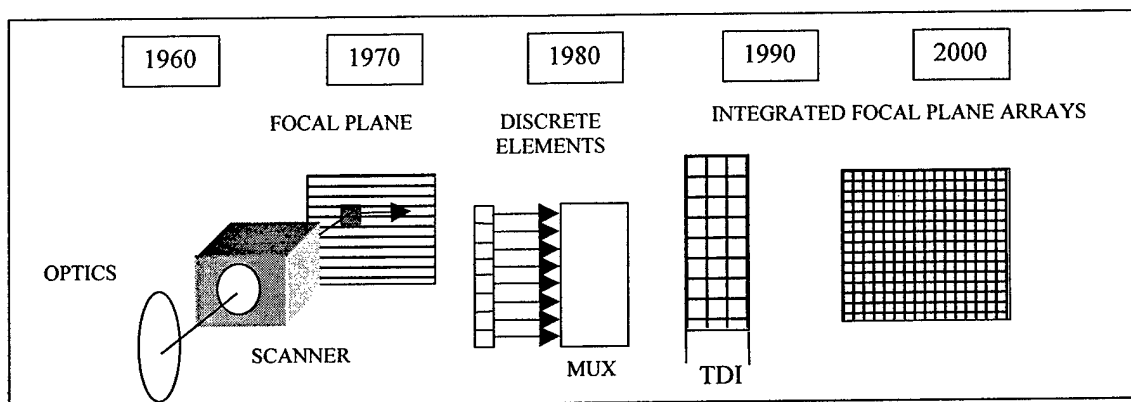 1960 1970 1980 1990 2000
FOCAL PLANE
DISCRETE
ELEMENTS
INTEGRATED FOCAL PLANE ARRAYS
OPTICS
SCANNER
MUX
TDI